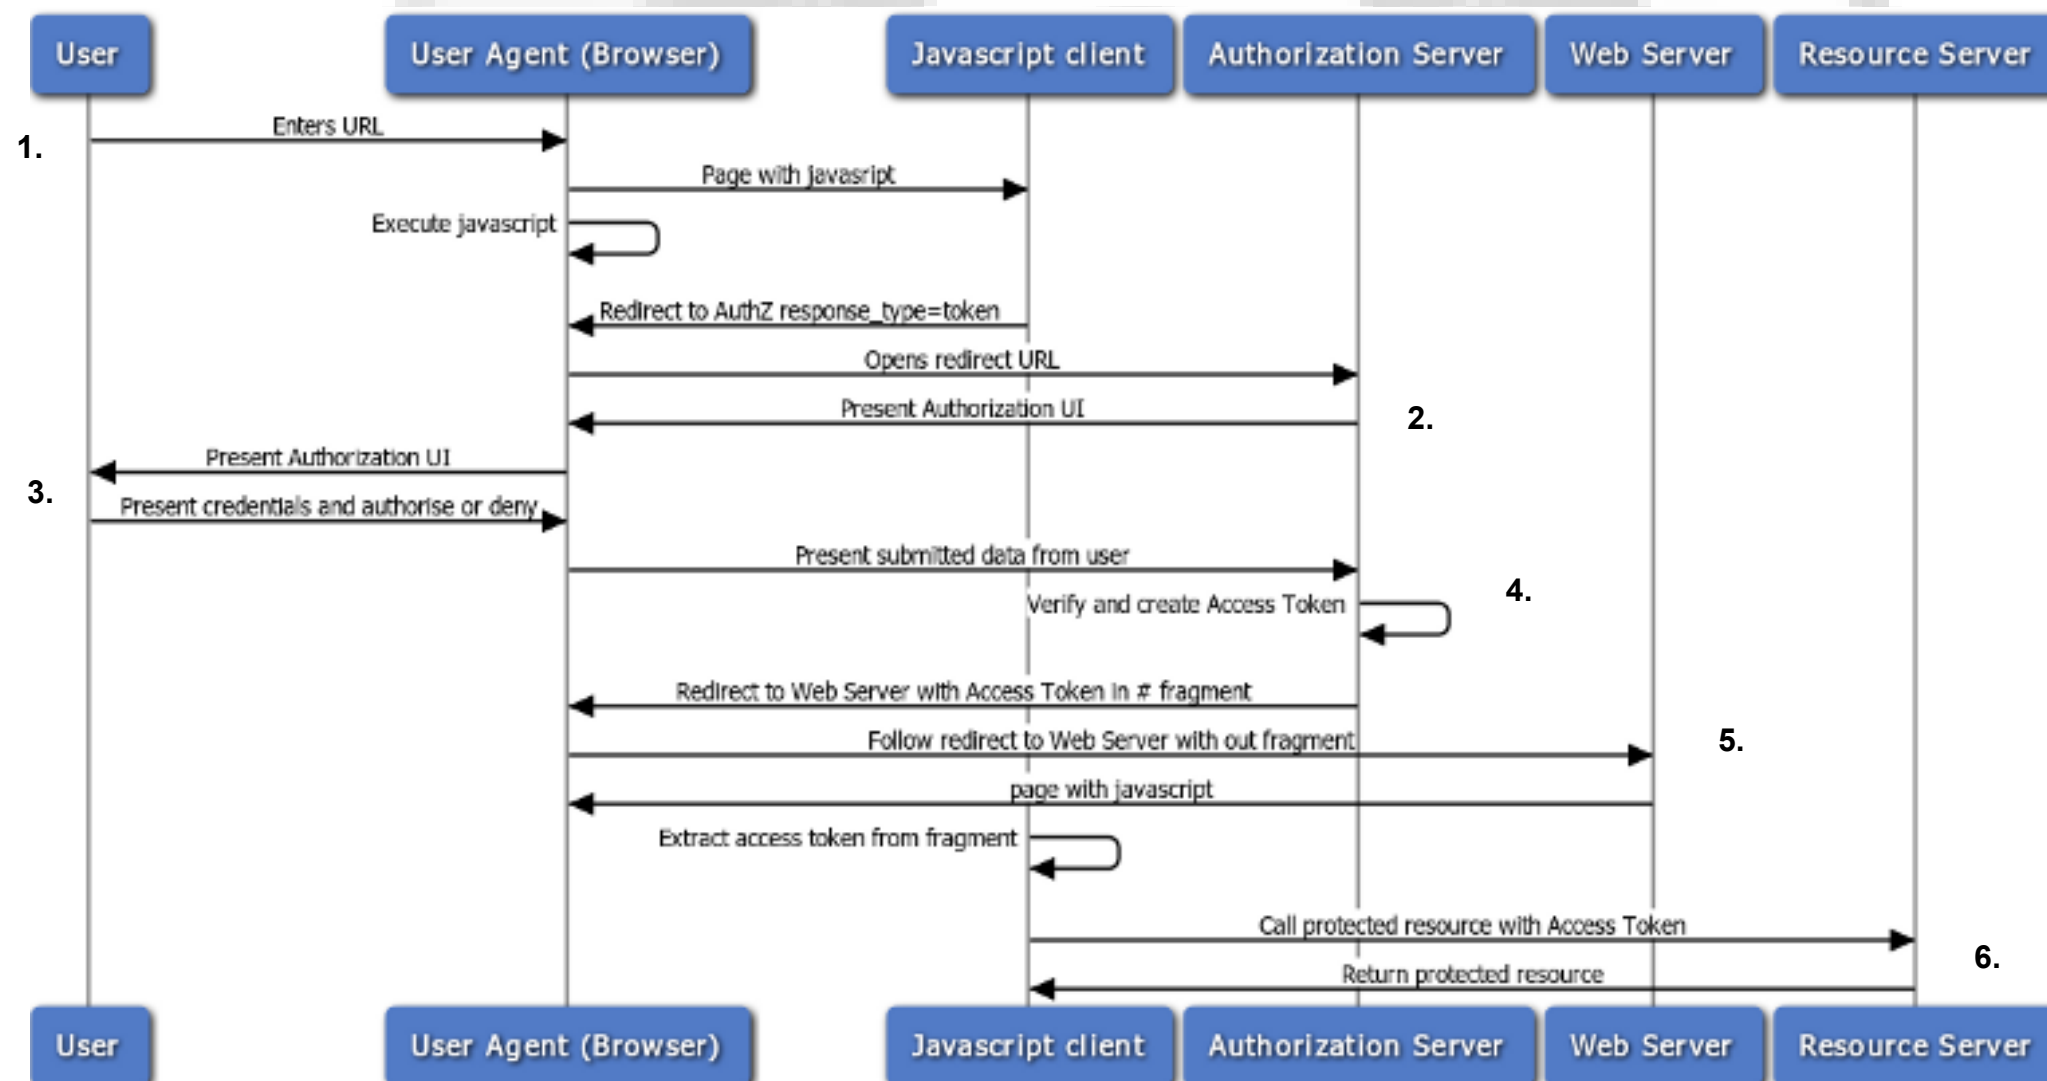 User
User Agent (Browser)
Javascript client
Authorization Server
Web Server
Resource Server
1.
Enters URL
Page with javasript
Execute javascript
Redirect to AuthZ response_type=token
Opens redirect URL
Present Authorization UI
2.
Present Authorization UI
3.
Present credentials and authorise or deny
Present submitted data from user
4.
Verify and create Access Token
Redirect to Web Server with Access Token in # fragment
Follow redirect to Web Server with out fragment
5.
page with javascript
Extract access token from fragment
Call protected resource with Access Token
6.
Return protected resource
User
User Agent (Browser)
Javascript client
Authorization Server
Web Server
Resource Server